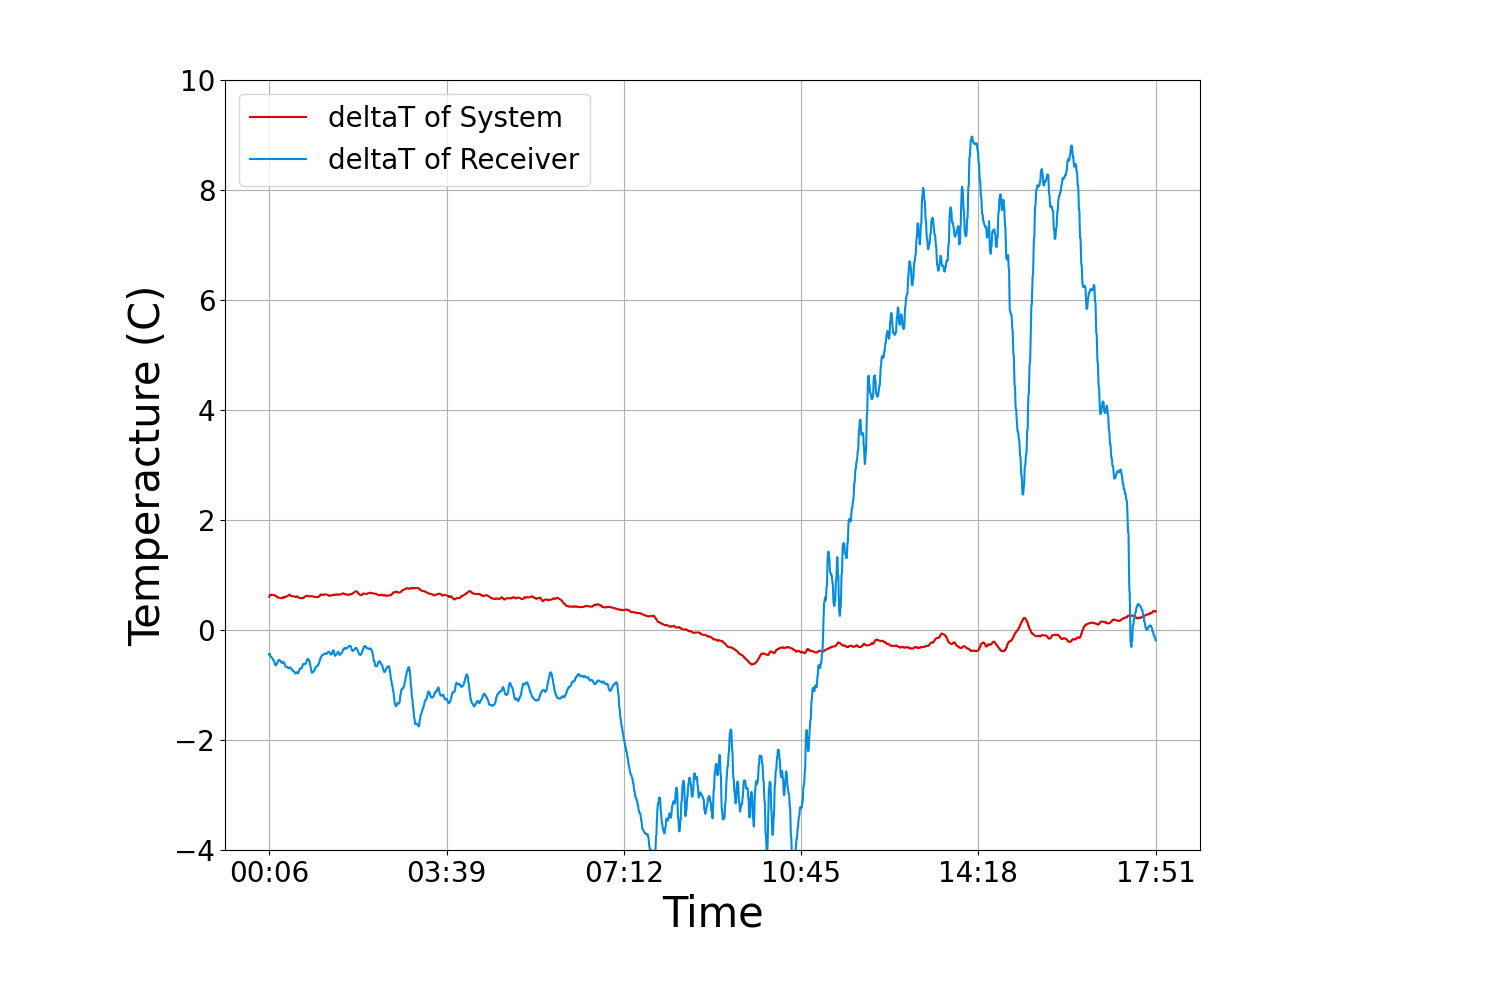 10
8
6
4
2
0
−2
−4
deltaT of System
deltaT of Receiver
Temperacture (C)
00:06 03:39 07:12 10:45 14:18 17:51
Time